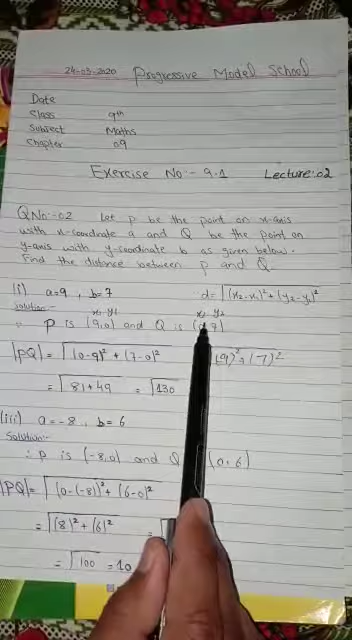 24-03-2020 Progressive Model School
Date
Class 9th
Subject Maths
Chapter 09
Exercise No:- 9.1 Lecture:02
QNo:-02 Let p be the point on x-axis
with x-coordinate a and Q be the point on
y-axis with y-coordinate b as given below.
Find the distance between p and Q
(i) a=9 , b=7 d=√(x₂-x₁)²+(y₂-y₁)²
Solution:- x₁ y₁ x₂ y₂
∵ P is (9,0) and Q is (0,7)
|PQ| = √(0-9)²+(7-0)² (9)²+(7)²
= √81+49 = √130
(iii) a=-8 , b=6
Solution:-
∴ p is (-8,0) and Q (0,6)
|PQ| = √(0-(-8))²+(6-0)²
= √(8)²+(6)² =
= √100 = 10